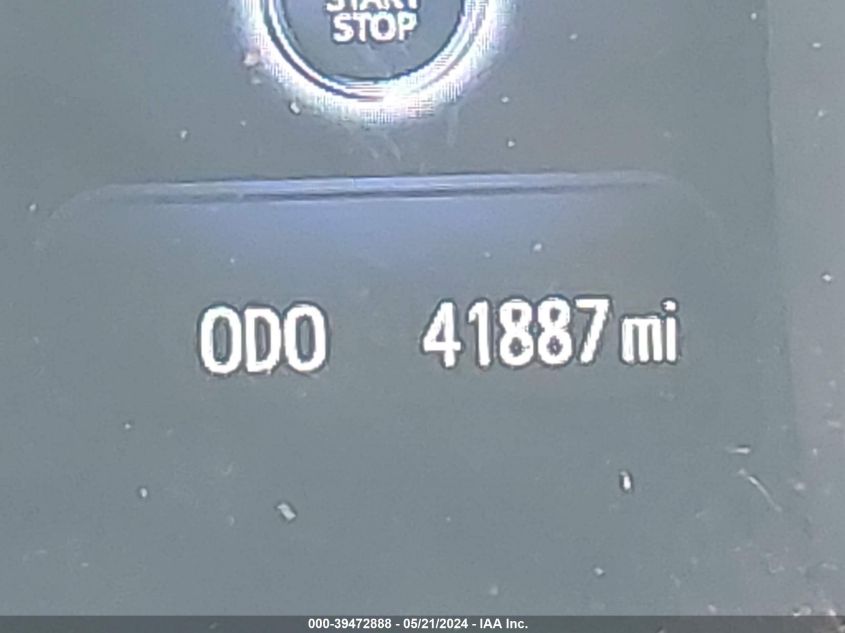 START
STOP
ODO 41887 mi
000-39472888 - 05/21/2024 - IAA Inc.